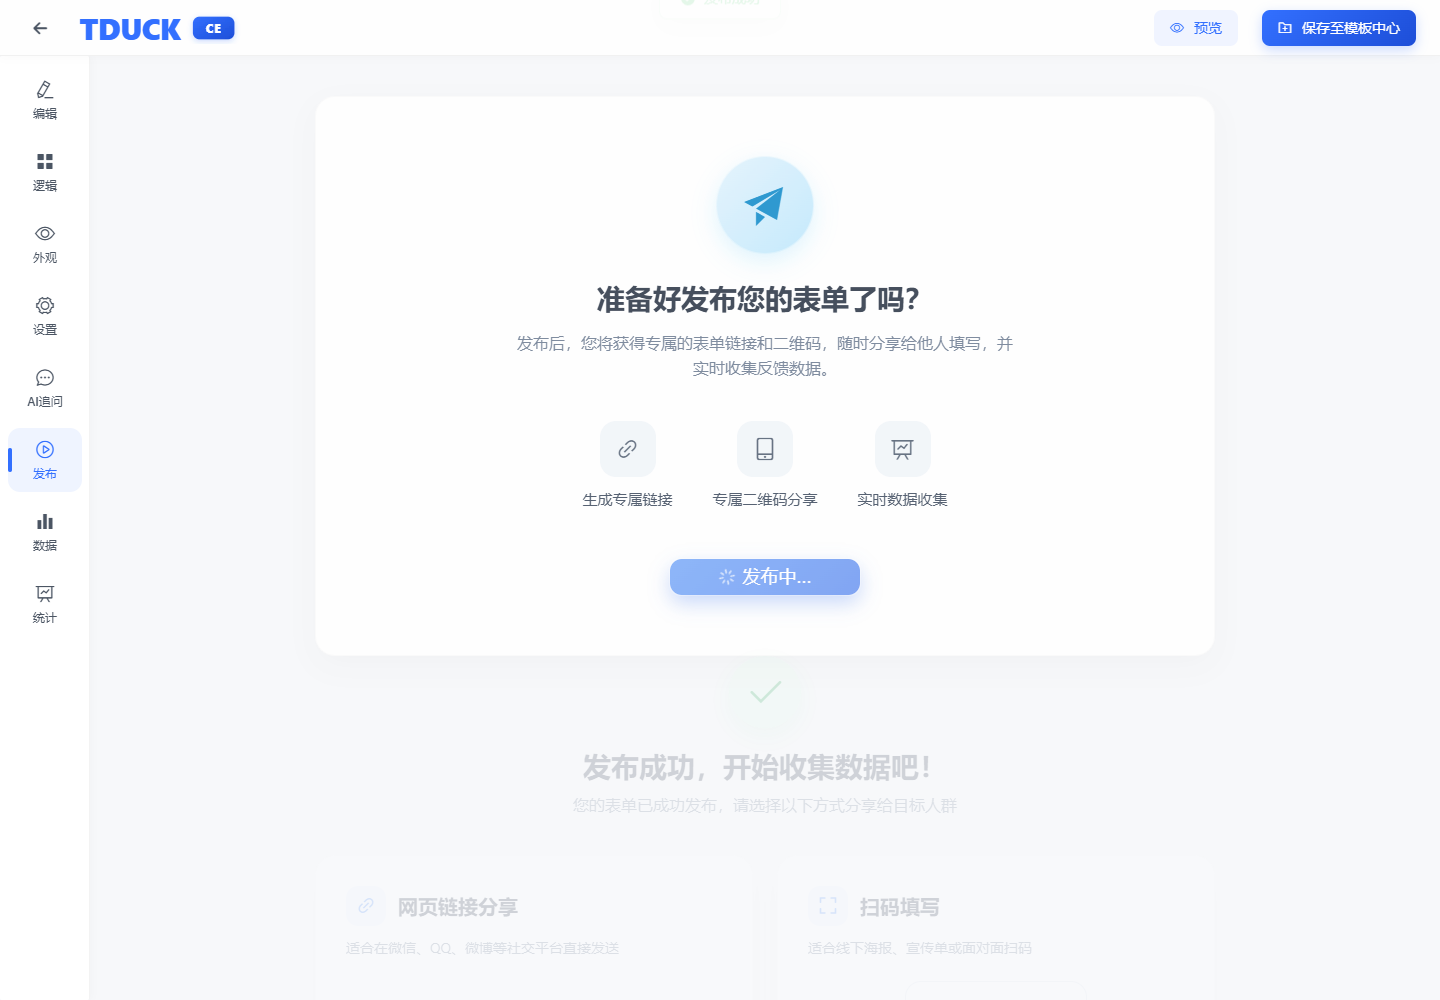 TDUCK CE
预览
保存至模板中心
编辑
逻辑
外观
设置
AI追问
发布
数据
统计
准备好发布您的表单了吗?
发布后，您将获得专属的表单链接和二维码，随时分享给他人填写，并
实时收集反馈数据。
生成专属链接
专属二维码分享
实时数据收集
发布中...
发布成功，开始收集数据吧！
您的表单已成功发布，请选择以下方式分享给目标人群
网页链接分享
适合在微信、QQ、微博等社交平台直接发送
扫码填写
适合线下海报、宣传单或面对面扫码